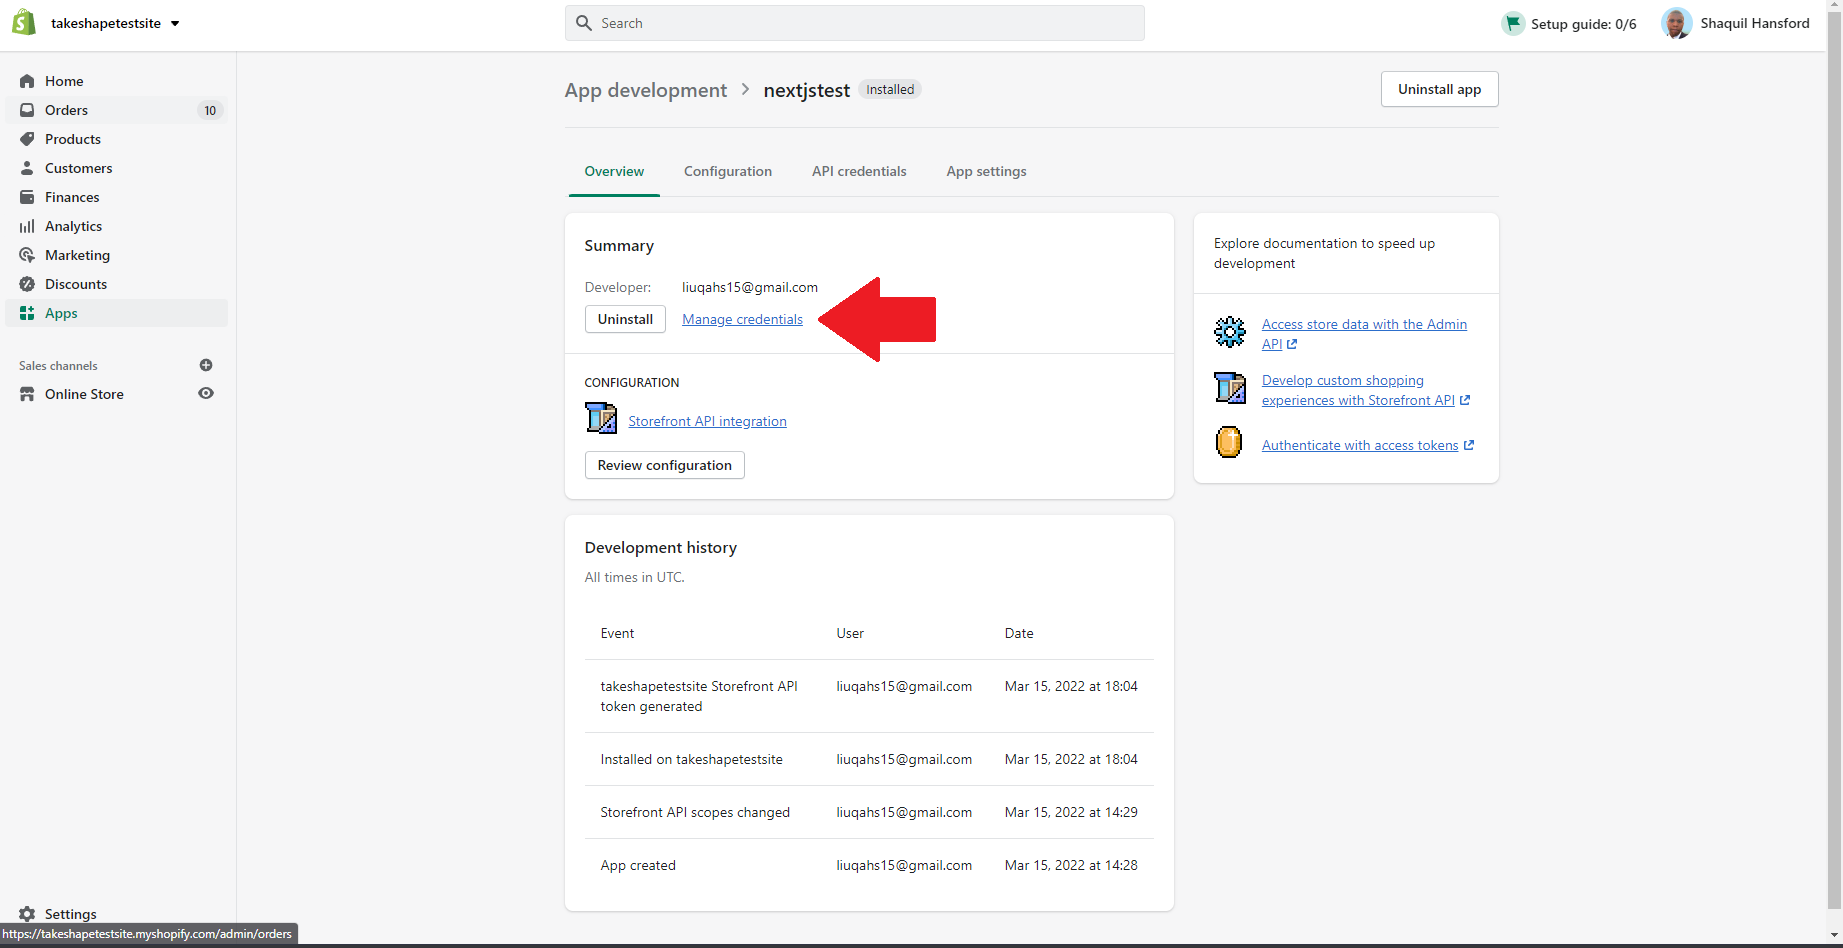 takeshapetestsite
Search
Setup guide: 0/6
Shaquil Hansford
Home
Orders 10
Products
Customers
Finances
Analytics
Marketing
Discounts
Apps
Sales channels
Online Store
Settings
https://takeshapetestsite.myshopify.com/admin/orders
App development > nextjstest Installed
Uninstall app
Overview Configuration API credentials App settings
Summary
Developer: liuqahs15@gmail.com
Uninstall Manage credentials
CONFIGURATION
Storefront API integration
Review configuration
Explore documentation to speed up
development
Access store data with the Admin
API
Develop custom shopping
experiences with Storefront API
Authenticate with access tokens
Development history
All times in UTC.
Event User Date
takeshapetestsite Storefront API liuqahs15@gmail.com Mar 15, 2022 at 18:04
token generated
Installed on takeshapetestsite liuqahs15@gmail.com Mar 15, 2022 at 18:04
Storefront API scopes changed liuqahs15@gmail.com Mar 15, 2022 at 14:29
App created liuqahs15@gmail.com Mar 15, 2022 at 14:28